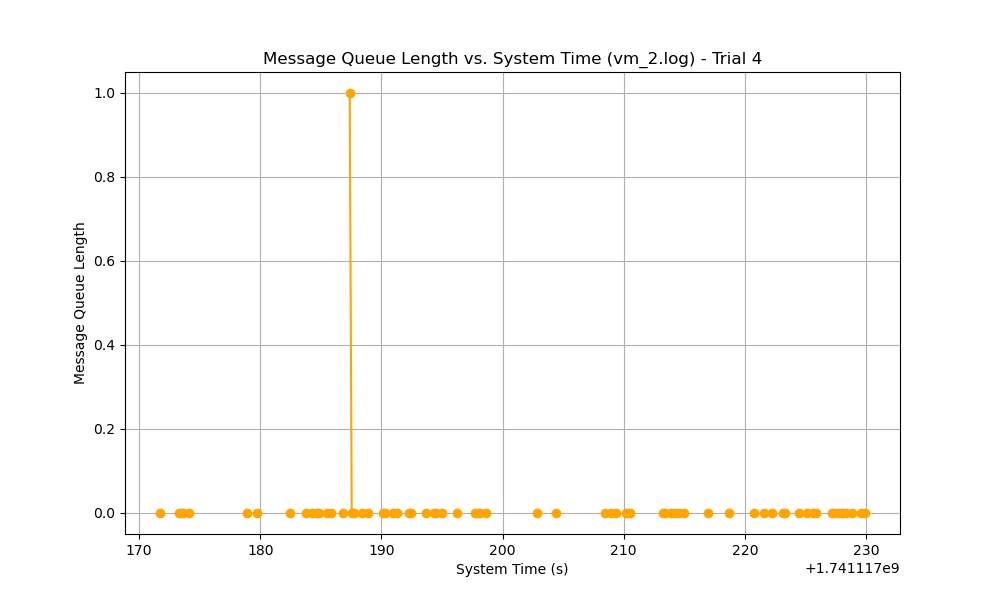 Message Queue Length vs. System Time (vm_2.log) - Trial 4
1.0
0.8
0.6
0.4
0.2
0.0
Message Queue Length
170 180 190 200 210 220 230
System Time (s)
+1.741117e9